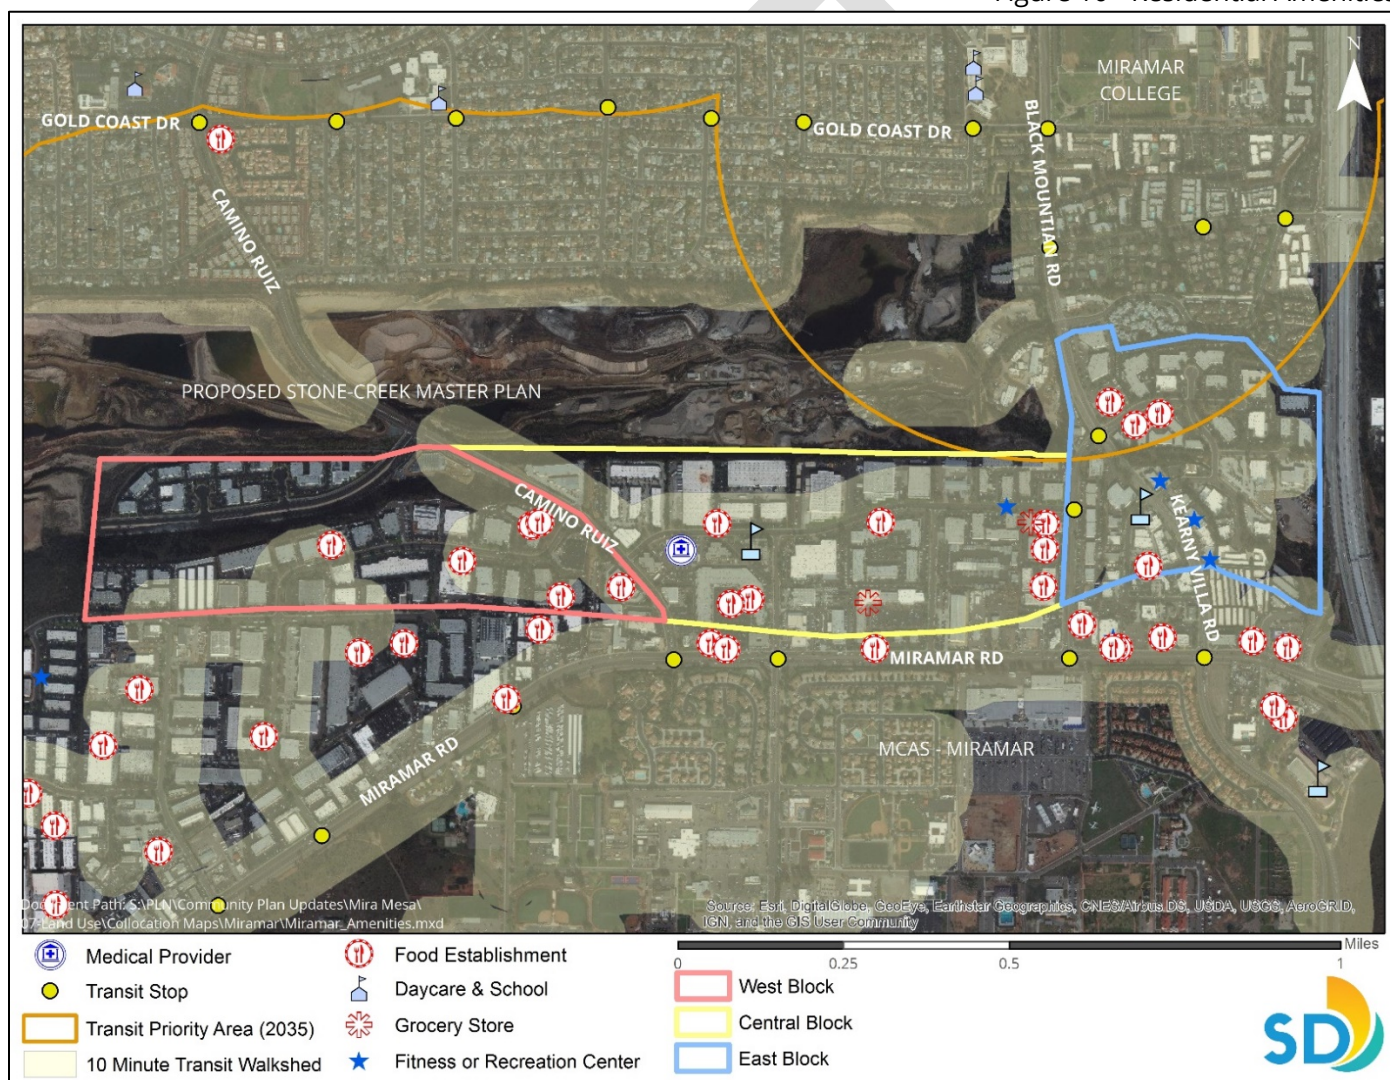 Figure 10 - Residential Amenities
N
MIRAMAR
COLLEGE
GOLD COAST DR
GOLD COAST DR
BLACK MOUNTIAN RD
CAMINO RUIZ
PROPOSED STONE-CREEK MASTER PLAN
CAMINO RUIZ
KEARNY VILLA RD
MIRAMAR RD
MCAS - MIRAMAR
MIRAMAR RD
Document Path: S:\PLN\Community Plan Updates\Mira Mesa\
07-Land Use\Collocation Maps\Miramar\Miramar_Amenities.mxd
Source: Esri, DigitalGlobe, GeoEye, Earthstar Geographics, CNES/Airbus DS, USDA, USGS, AeroGRID,
IGN, and the GIS User Community
Medical Provider
Transit Stop
Transit Priority Area (2035)
10 Minute Transit Walkshed
Food Establishment
Daycare & School
Grocery Store
Fitness or Recreation Center
Miles
0 0.25 0.5 1
West Block
Central Block
East Block
SD